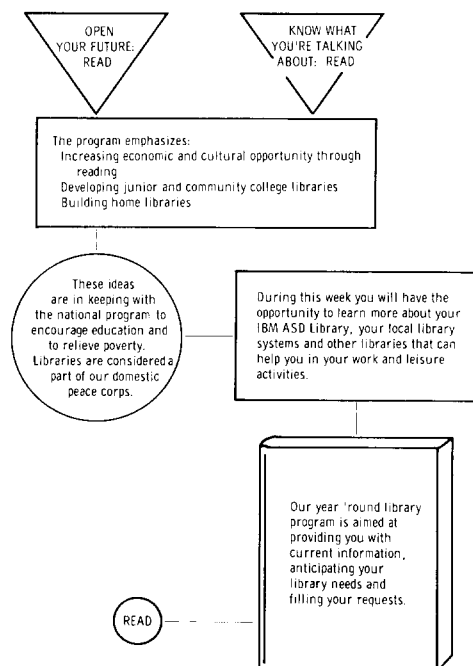 OPEN
YOUR FUTURE:
READ
KNOW WHAT
YOU'RE TALKING
ABOUT: READ
The program emphasizes:
Increasing economic and cultural opportunity through
reading
Developing junior and community college libraries
Building home libraries
These ideas
are in keeping with
the national program to
encourage education and
to relieve poverty.
Libraries are considered a
part of our domestic
peace corps.
During this week you will have the
opportunity to learn more about your
IBM ASD Library, your local library
systems and other libraries that can
help you in your work and leisure
activities.
Our year 'round library
program is aimed at
providing you with
current information,
anticipating your
library needs and
filling your requests.
READ